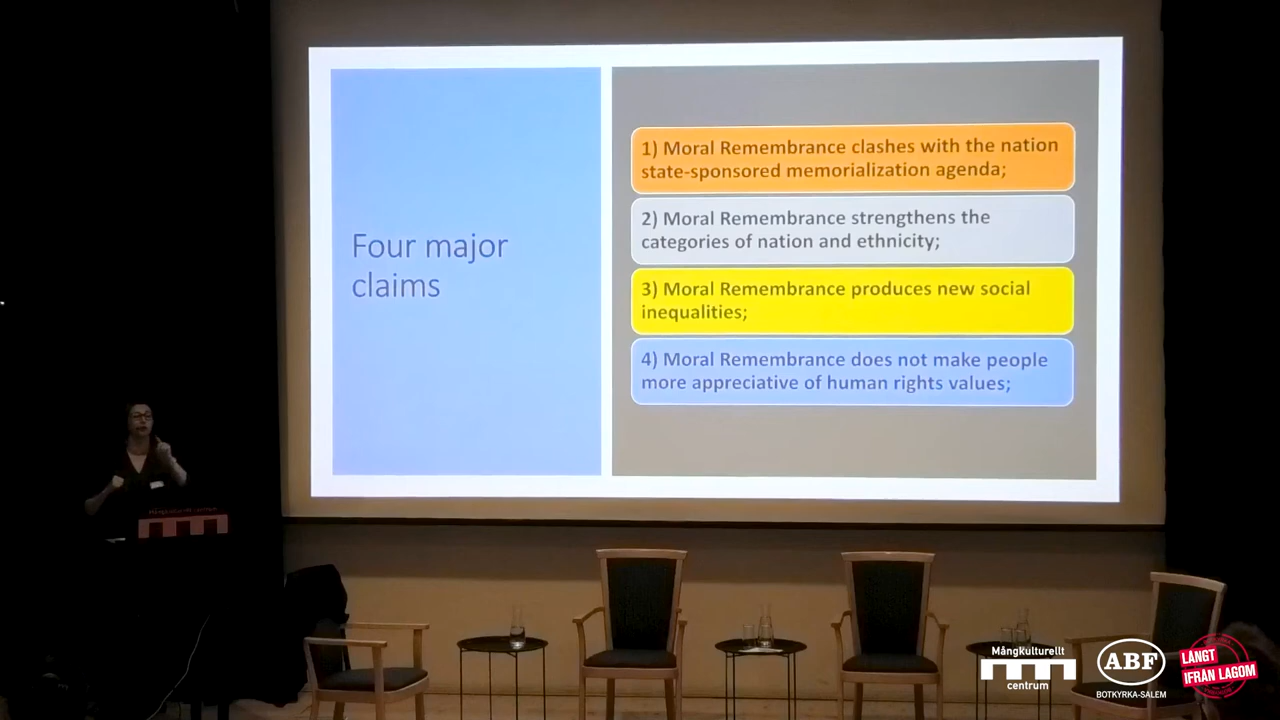 Four major
claims
1) Moral Remembrance clashes with the nation
state-sponsored memorialization agenda;
2) Moral Remembrance strengthens the
categories of nation and ethnicity;
3) Moral Remembrance produces new social
inequalities;
4) Moral Remembrance does not make people
more appreciative of human rights values;
Mångkulturellt centrum
Mångkulturellt
centrum
ABF
BOTKYRKA-SALEM
LÅNGT
IFRÅN LAGOM